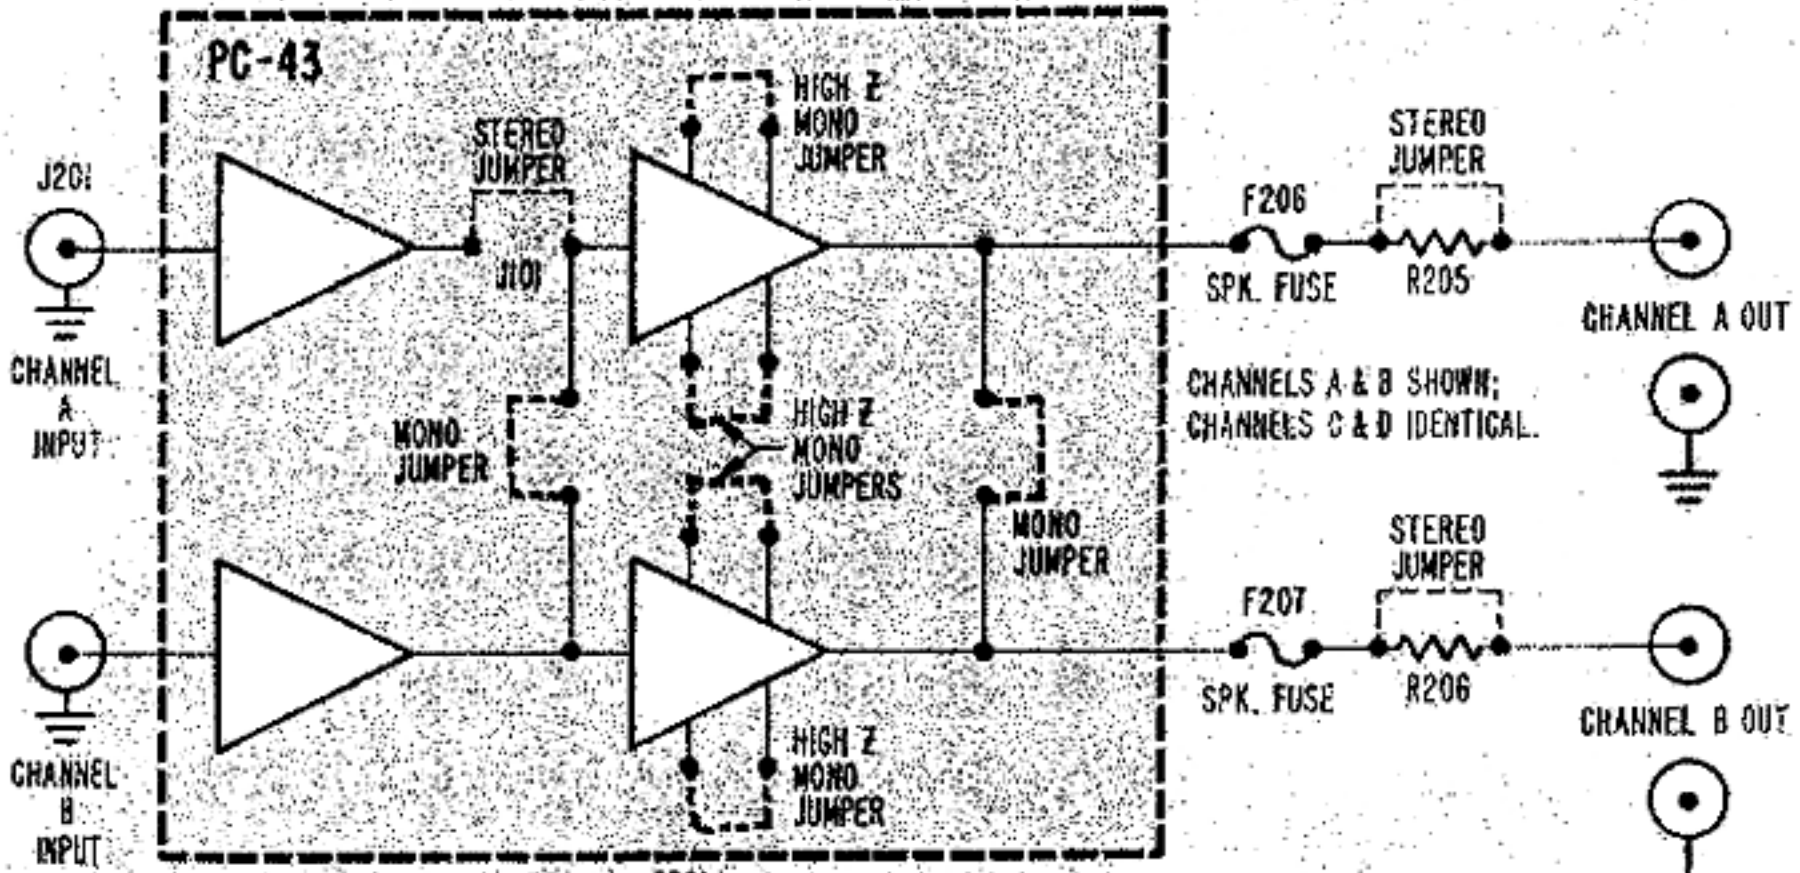 PC-43
HIGH Z
MONO
JUMPER
STEREO
JUMPER
STEREO
JUMPER
J201
F206
J101
SPK. FUSE
R205
CHANNEL A OUT
CHANNEL
A
INPUT
CHANNELS A & B SHOWN;
CHANNELS C & D IDENTICAL.
MONO
JUMPER
HIGH Z
MONO
JUMPERS
MONO
JUMPER
STEREO
JUMPER
F207
SPK. FUSE
R206
CHANNEL B OUT
HIGH Z
MONO
JUMPER
CHANNEL
B
INPUT